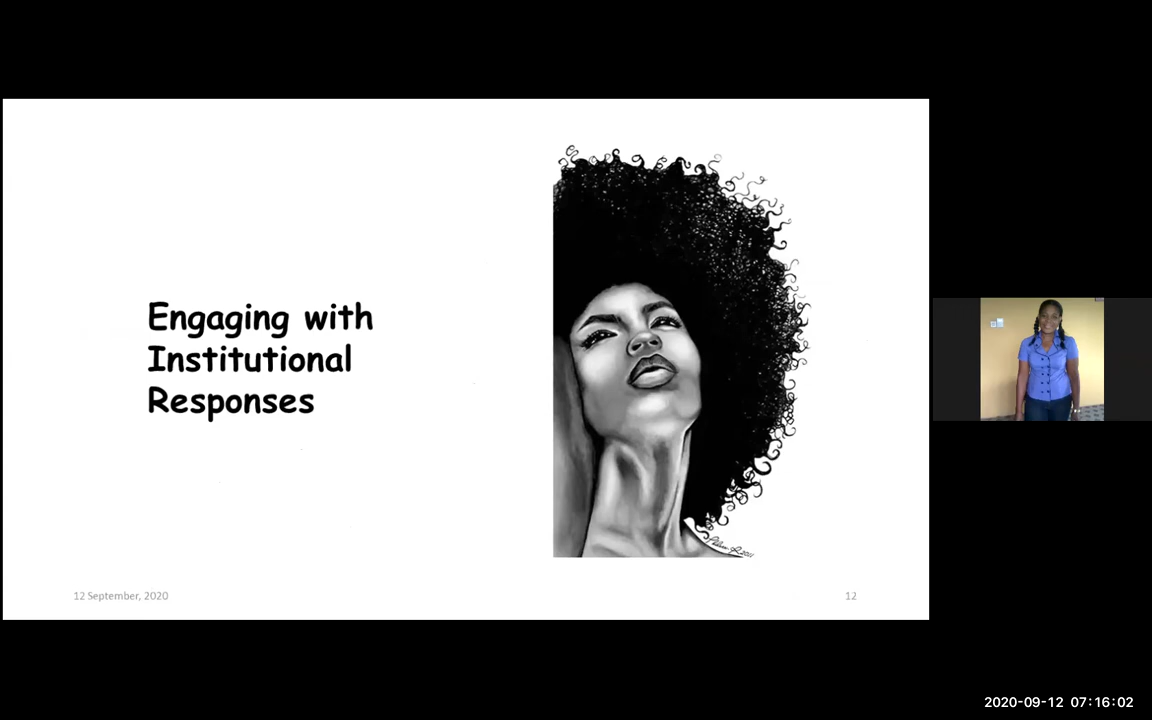 Engaging with
Institutional
Responses
12 September, 2020
12
2020-09-12 07:16:02